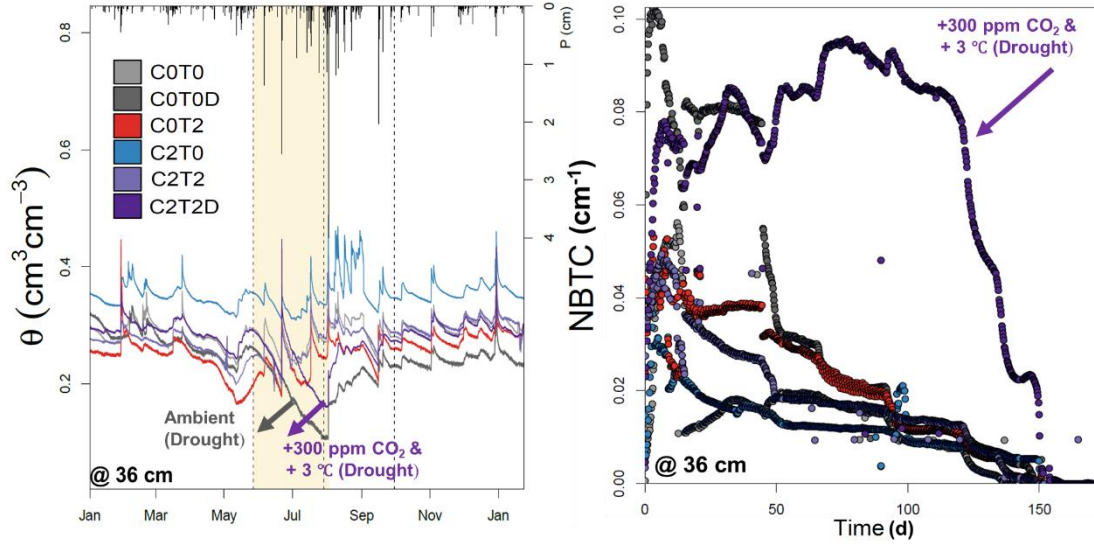 0.8
0.6
0.4
0.2
θ (cm³cm⁻³)
C0T0
C0T0D
C0T2
C2T0
C2T2
C2T2D
0
1
2
3
4
P (cm)
Ambient
(Drought)
+300 ppm CO₂ &
+ 3 °C (Drought)
@ 36 cm
Jan Mar May Jul Sep Nov Jan
0.10
0.08
0.06
0.04
0.02
0.00
NBTC (cm⁻¹)
+300 ppm CO₂ &
+ 3 °C (Drought)
@ 36 cm
0 50 100 150
Time (d)